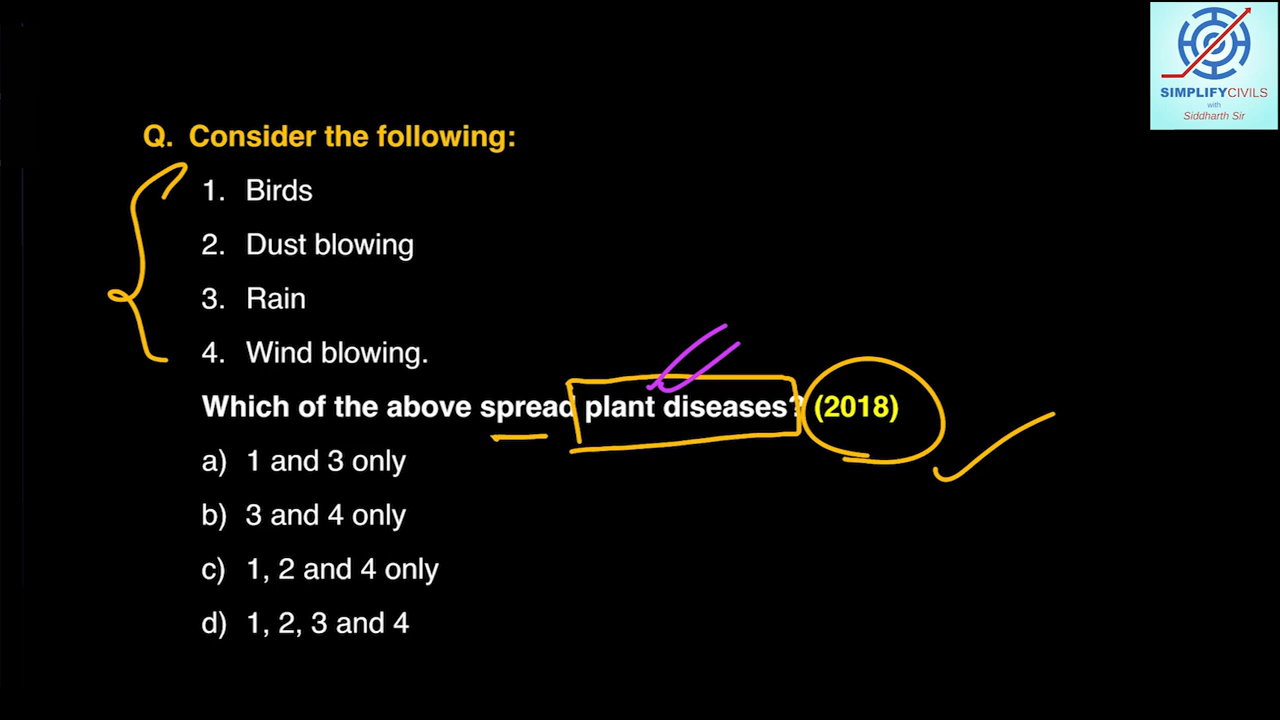 SIMPLIFYCIVILS
with
Siddharth Sir
Q. Consider the following:
1. Birds
2. Dust blowing
3. Rain
4. Wind blowing.
Which of the above spread plant diseases? (2018)
a) 1 and 3 only
b) 3 and 4 only
c) 1, 2 and 4 only
d) 1, 2, 3 and 4